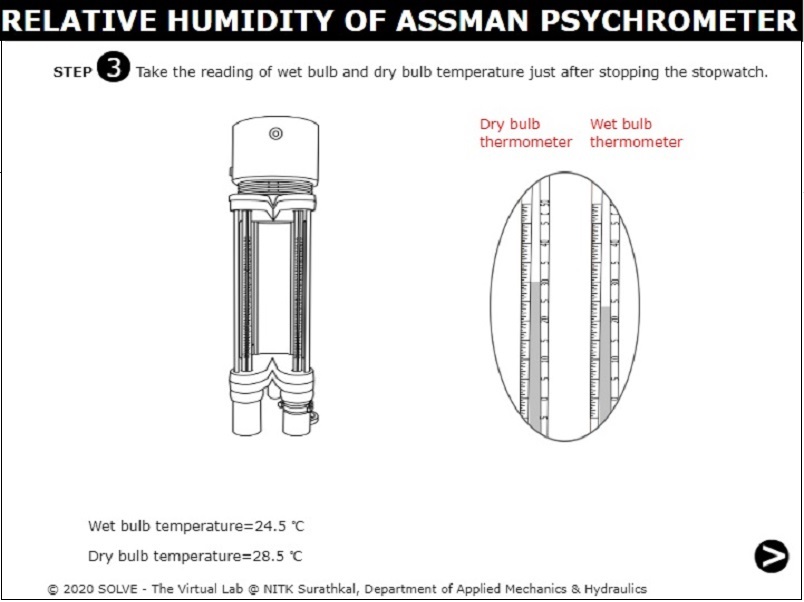 RELATIVE HUMIDITY OF ASSMAN PSYCHROMETER
STEP 3 Take the reading of wet bulb and dry bulb temperature just after stopping the stopwatch.
Dry bulb thermometer
Wet bulb thermometer
Wet bulb temperature=24.5 °C
Dry bulb temperature=28.5 °C
>
© 2020 SOLVE - The Virtual Lab @ NITK Surathkal, Department of Applied Mechanics & Hydraulics